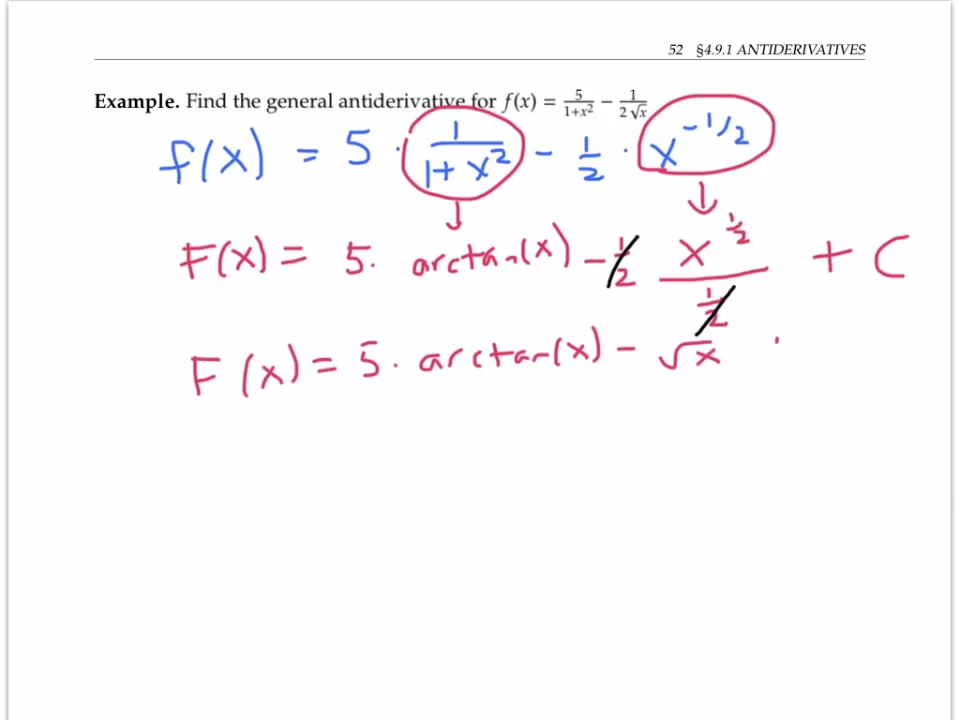 52 §4.9.1 ANTIDERIVATIVES
Example. Find the general antiderivative for f(x) = 5/(1+x²) − 1/(2√x)
f(x) = 5 · 1/(1+x²) − 1/2 · x^(-1/2)
F(x) = 5 · arctan(x) − 1/2 x^(1/2)/(1/2) + C
F(x) = 5 · arctan(x) − √x